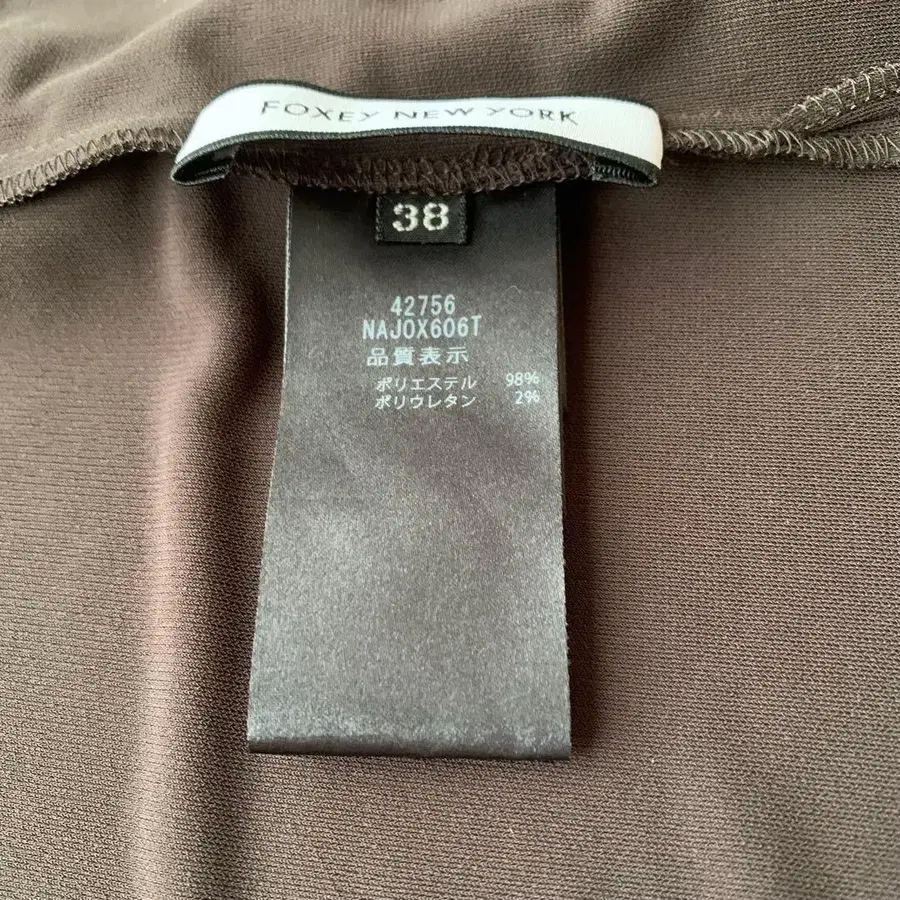 FOXEY NEW YORK
38
42756
NAJOX606T
品質表示
ポリエステル 98%
ポリウレタン 2%